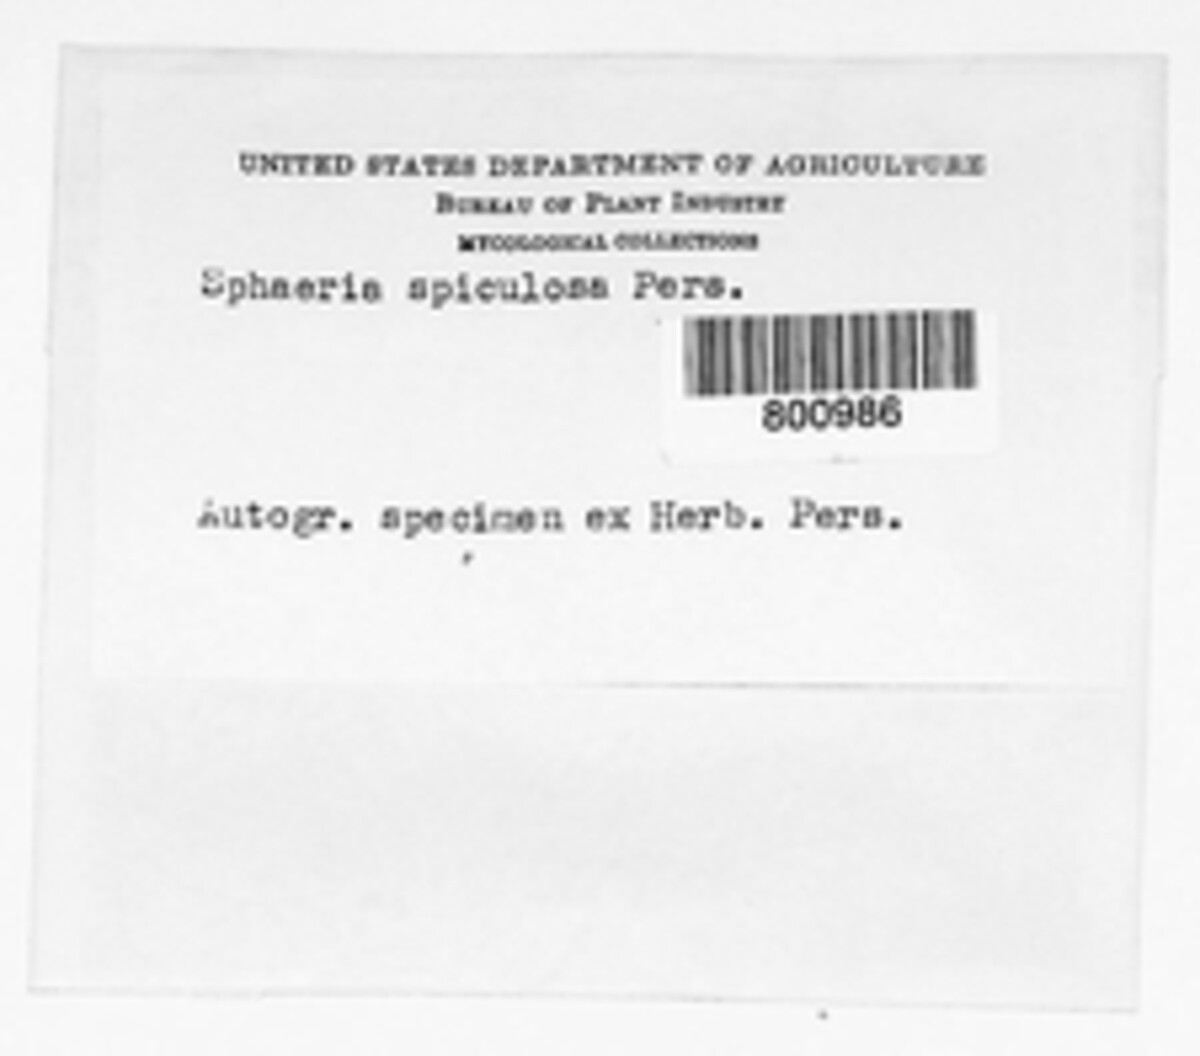 UNITED STATES DEPARTMENT OF AGRICULTURE
BUREAU OF PLANT INDUSTRY
MYCOLOGICAL COLLECTIONS
Sphaeria spiculosa Pers.
800986
Autogr. specimen ex Herb. Pers.